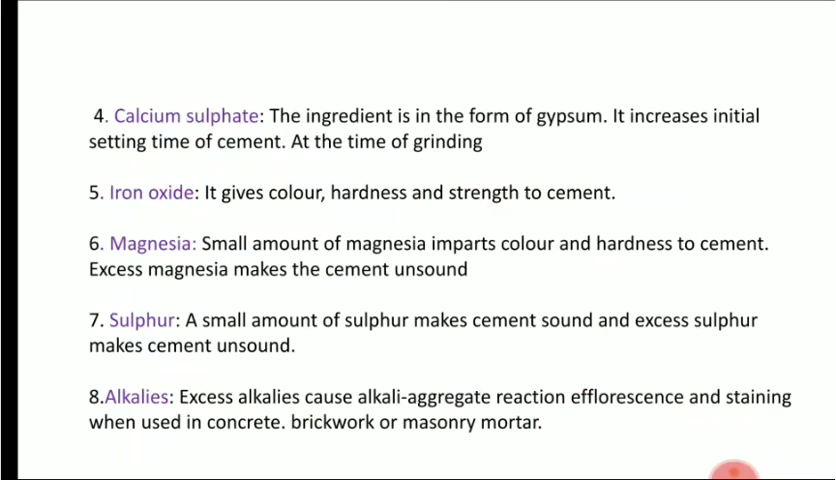 4. Calcium sulphate: The ingredient is in the form of gypsum. It increases initial
setting time of cement. At the time of grinding
5. Iron oxide: It gives colour, hardness and strength to cement.
6. Magnesia: Small amount of magnesia imparts colour and hardness to cement.
Excess magnesia makes the cement unsound
7. Sulphur: A small amount of sulphur makes cement sound and excess sulphur
makes cement unsound.
8.Alkalies: Excess alkalies cause alkali-aggregate reaction efflorescence and staining
when used in concrete. brickwork or masonry mortar.